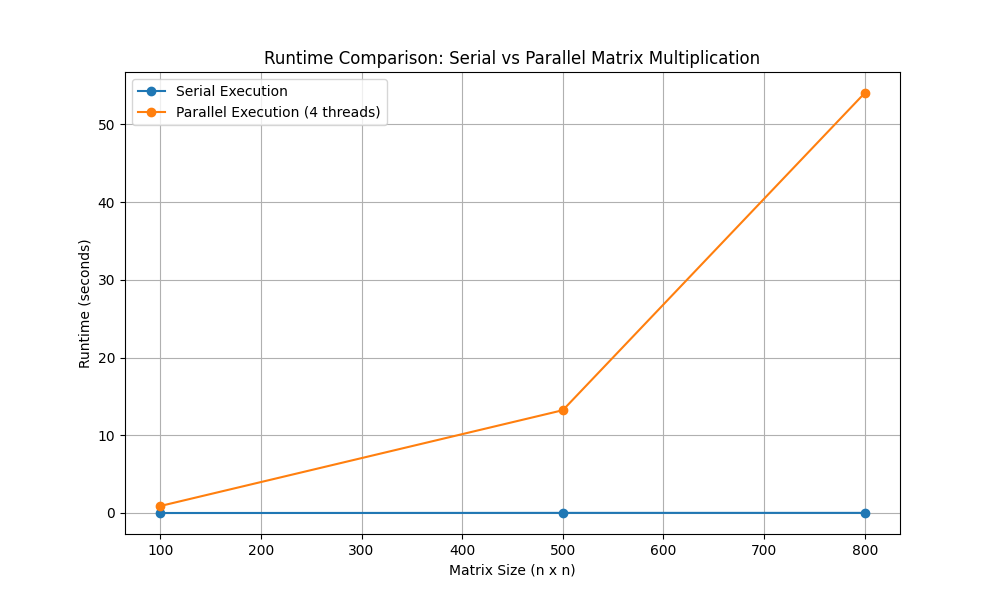 Runtime Comparison: Serial vs Parallel Matrix Multiplication
Serial Execution
Parallel Execution (4 threads)
Runtime (seconds)
50
40
30
20
10
0
100 200 300 400 500 600 700 800
Matrix Size (n x n)